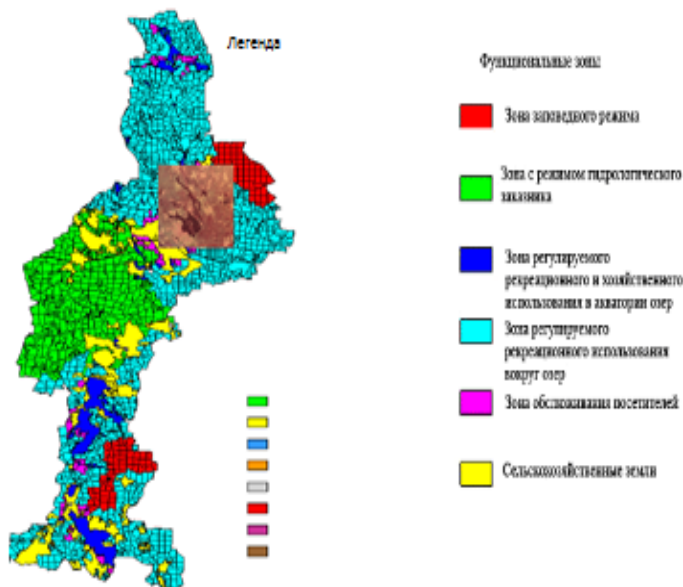 Легенда
Функциональные зоны
Зона заповедного режима
Зона с режимом гидрологического
заказника
Зона регулируемого
рекреационного и хозяйственного
использования в акватории озер
Зона регулируемого
рекреационного использования
вокруг озер
Зона обслуживания посетителей
Сельскохозяйственные земли